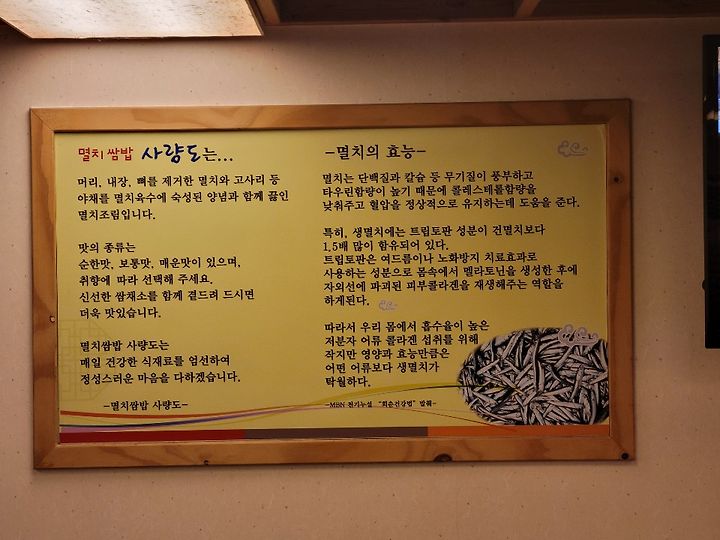 멸치쌈밥 사량도는...
머리, 내장, 뼈를 제거한 멸치와 고사리 등
야채를 멸치육수에 숙성된 양념과 함께 끓인
멸치조림입니다.
맛의 종류는
순한맛, 보통맛, 매운맛이 있으며,
취향에 따라 선택해 주세요.
신선한 쌈채소를 함께 곁드려 드시면
더욱 맛있습니다.
멸치쌈밥 사량도는
매일 건강한 식재료를 엄선하여
정성스러운 마음을 다하겠습니다.
-멸치쌈밥 사량도-
-멸치의 효능-
멸치는 단백질과 칼슘 등 무기질이 풍부하고
타우린함량이 높기 때문에 콜레스테롤함량을
낮춰주고 혈압을 정상적으로 유지하는데 도움을 준다.
특히, 생멸치에는 트립토판 성분이 건멸치보다
1.5배 많이 함유되어 있다.
트립토판은 여드름이나 노화방지 치료효과로
사용하는 성분으로 몸속에서 멜라토닌을 생성한 후에
자외선에 파괴된 피부콜라겐을 재생해주는 역할을
하게된다.
따라서 우리 몸에서 흡수율이 높은
저분자 어류 콜라겐 섭취를 위해
작지만 영양과 효능만큼은
어떤 어류보다 생멸치가
탁월하다.
-MBN 천기누설 "회춘건강법" 발췌-